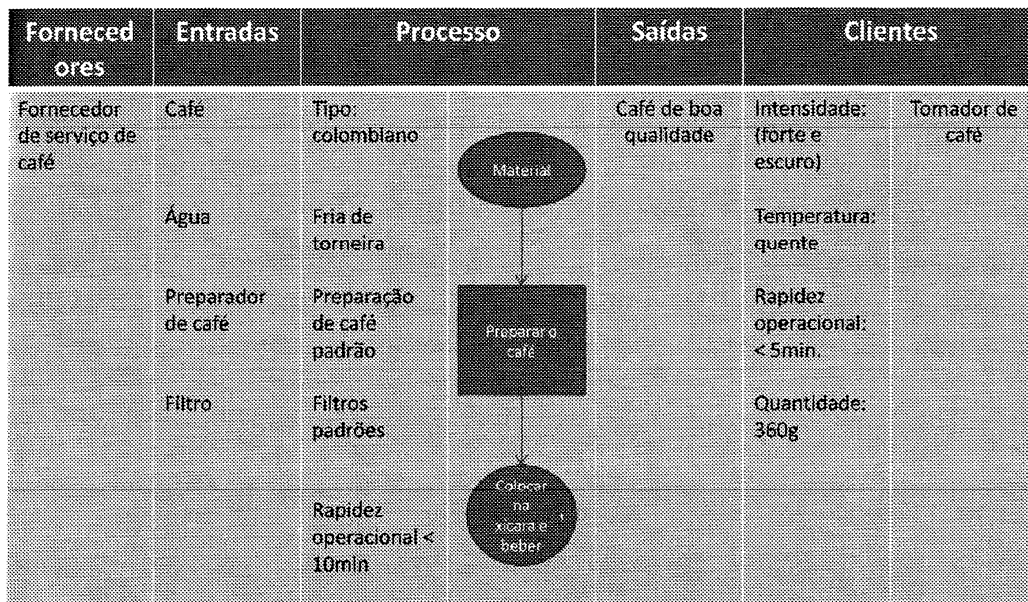 Forneced
ores
Entradas
Processo
Saídas
Clientes
Fornecedor
de serviço de
café
Café
Tipo:
colombiano
Material
Café de boa
qualidade
Intensidade:
(forte e
escuro)
Tomador de
café
Água
Fria de
torneira
Temperatura:
quente
Preparador
de café
Preparação
de café
padrão
Preparar o
café
Rapidez
operacional:
< 5min.
Filtro
Filtros
padrões
Quantidade:
360g
Rapidez
operacional <
10min
Colocar
na
xícara e
beber